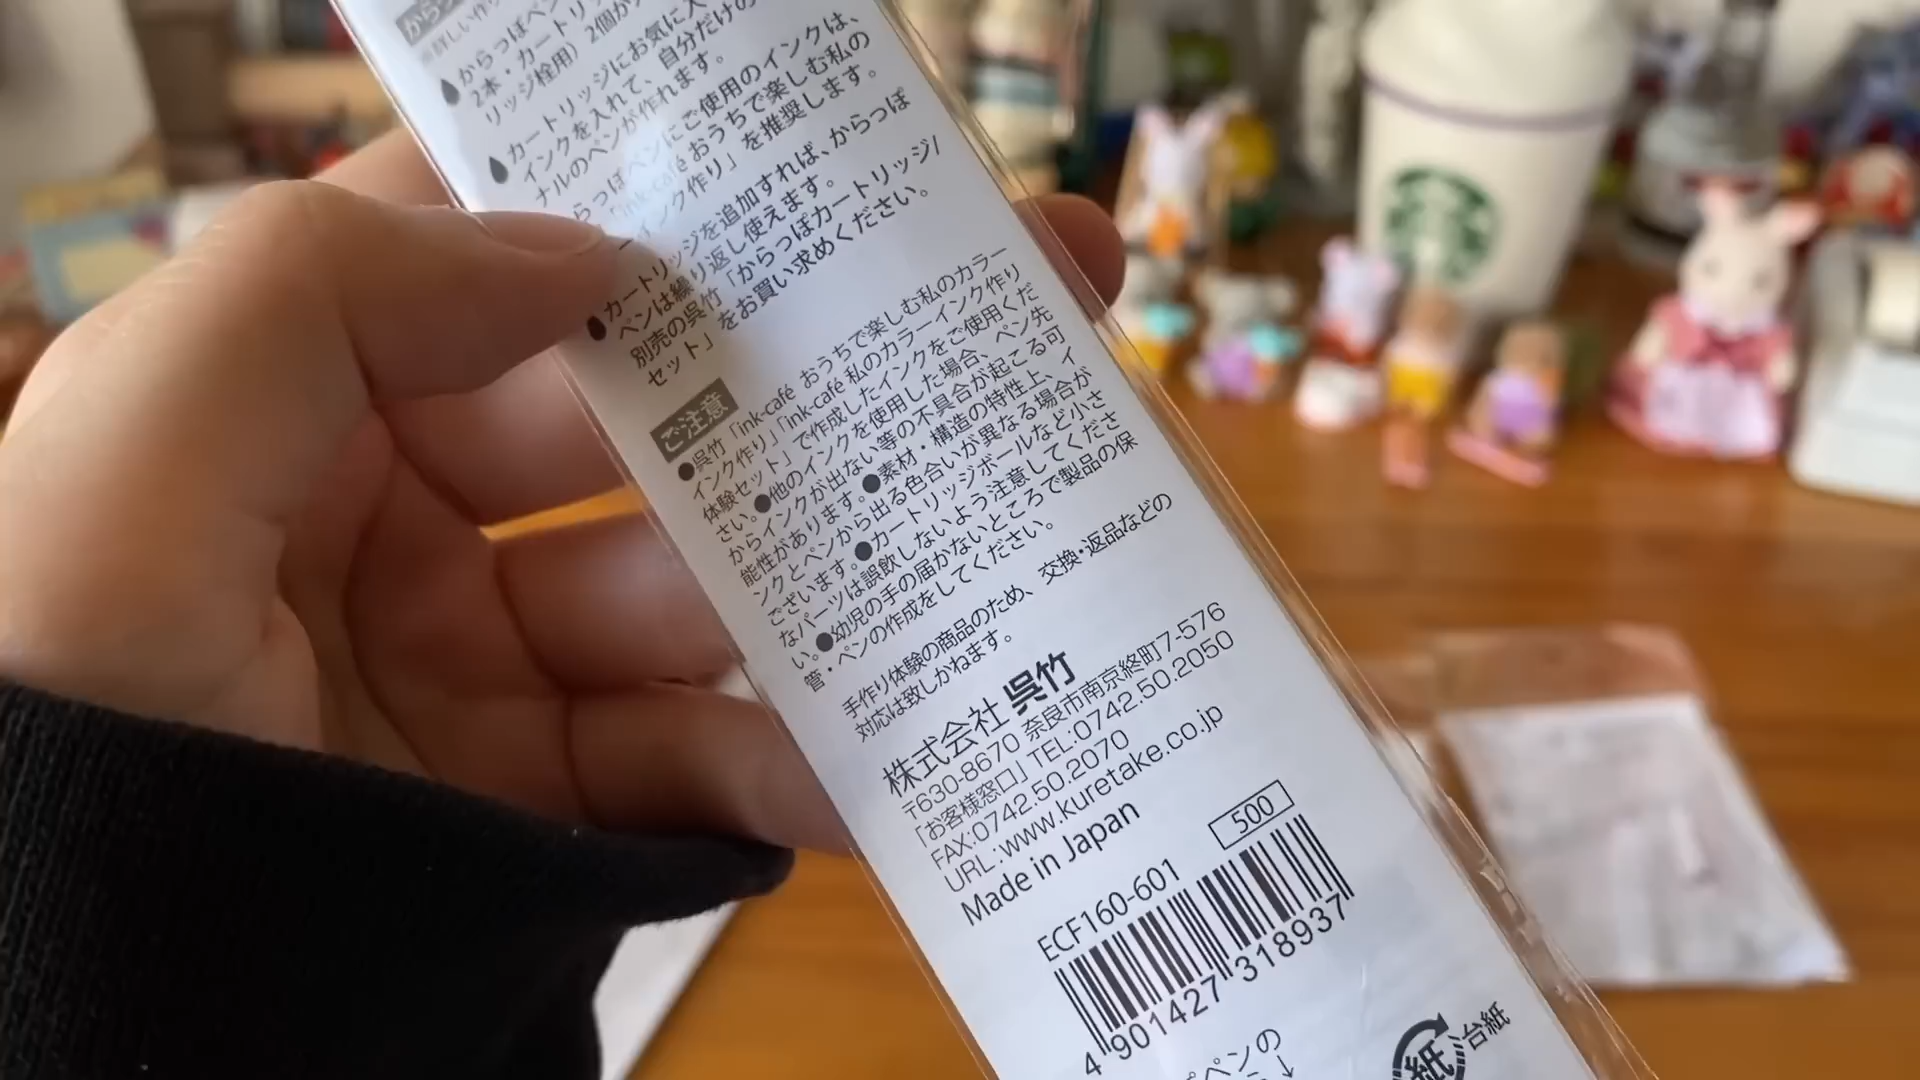 からっぽペン
2本・カートリッ
リッジ栓用）2個が
カートリッジにお気に入
インクを入れて、自分だけの
ナルのペンが作れます。
らっぽペンにご使用のインクは、
「ink-café おうちで楽しむ私の
インク作り」を推奨します。
カートリッジを追加すれば、からっぽ
ペンは繰り返し使えます。
別売の呉竹「からっぽカートリッジ/
セット」をお買い求めください。
ご注意
●呉竹「ink-café おうちで楽しむ私のカラー
インク作り」「ink-café 私のカラーインク作り
体験セット」で作成したインクをご使用くだ
さい。●他のインクを使用した場合、ペン先
からインクが出ない等の不具合が起こる可
能性があります。●素材・構造の特性上、イ
ンクとペンから出る色合いが異なる場合が
ございます。●カートリッジボールなど小さ
なパーツは誤飲しないよう注意してくださ
い。●幼児の手の届かないところで製品の保
管・ペンの作成をしてください。
手作り体験の商品のため、交換・返品などの
対応は致しかねます。
株式会社 呉竹
〒630-8670 奈良市南京終町7-576
「お客様窓口」TEL:0742.50.2050
FAX:0742.50.2070
URL:www.kuretake.co.jp
Made in Japan
500
ECF160-601
4 901427 318937
ペンの
紙
台紙